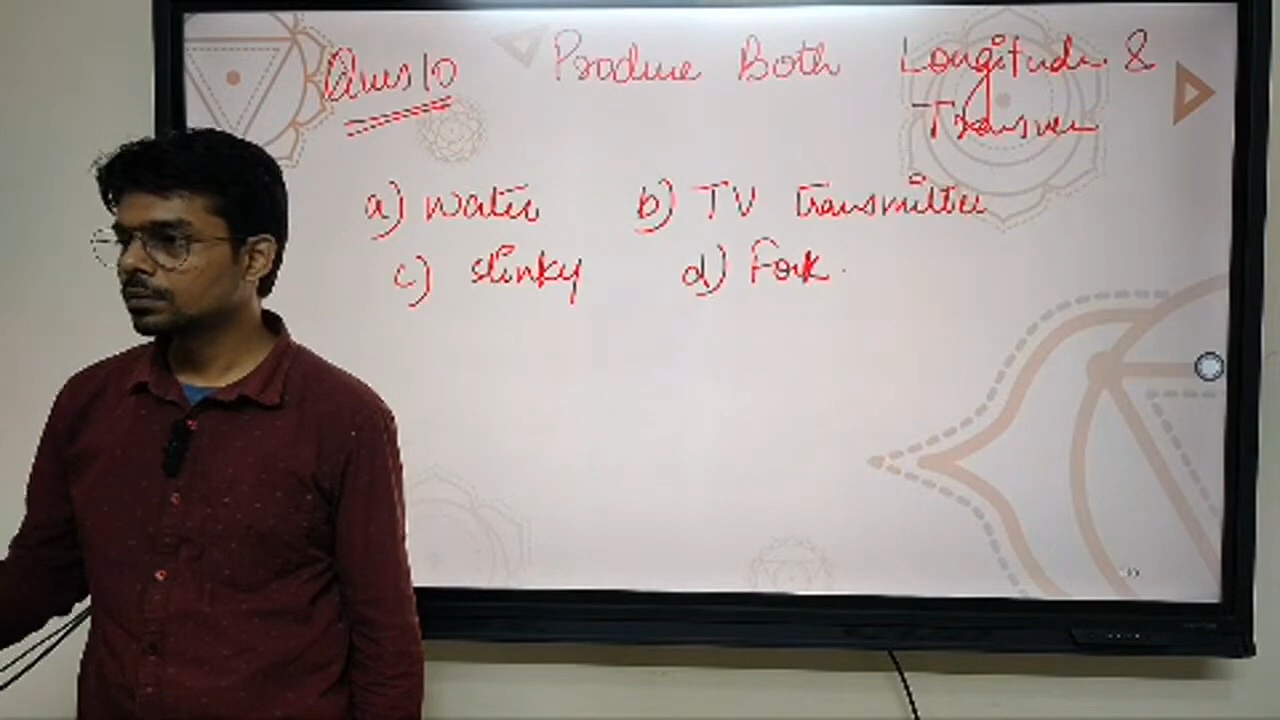 Ques 10 Produce Both Longitude &
Transver
a) water b) TV transmitter
c) slinky d) Fork.